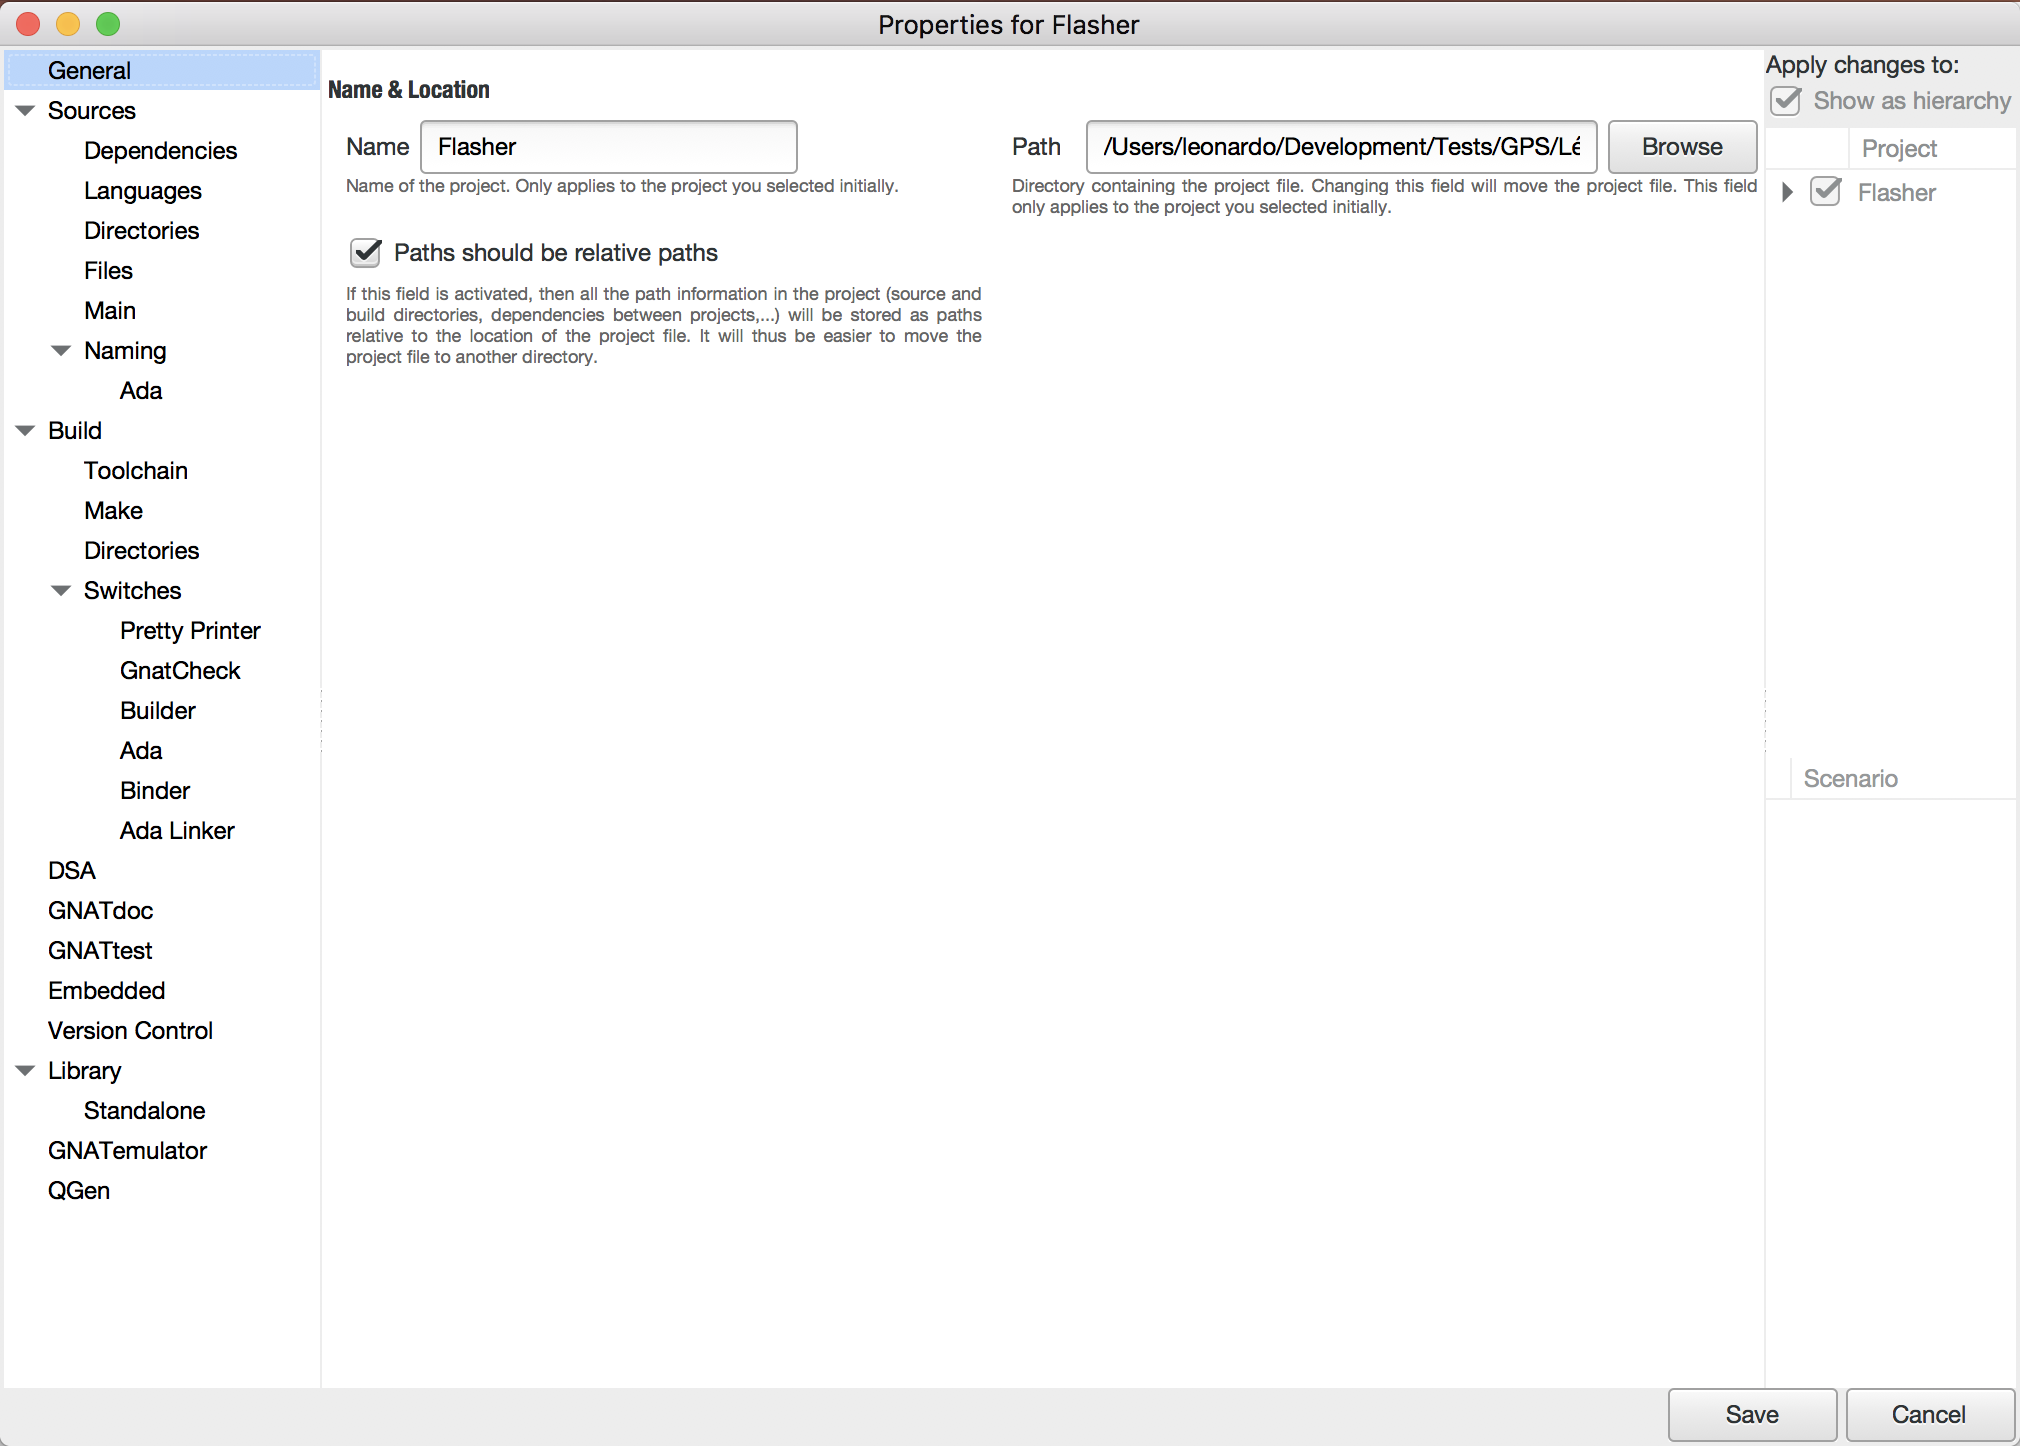 Properties for Flasher
General
Sources
Dependencies
Languages
Directories
Files
Main
Naming
Ada
Build
Toolchain
Make
Directories
Switches
Pretty Printer
GnatCheck
Builder
Ada
Binder
Ada Linker
DSA
GNATdoc
GNATtest
Embedded
Version Control
Library
Standalone
GNATemulator
QGen
Name & Location
Name Flasher
Name of the project. Only applies to the project you selected initially.
Path /Users/leonardo/Development/Tests/GPS/Lé Browse
Directory containing the project file. Changing this field will move the project file. This field
only applies to the project you selected initially.
Paths should be relative paths
If this field is activated, then all the path information in the project (source and
build directories, dependencies between projects,...) will be stored as paths
relative to the location of the project file. It will thus be easier to move the
project file to another directory.
Apply changes to:
Show as hierarchy
Project
Flasher
Scenario
Save Cancel